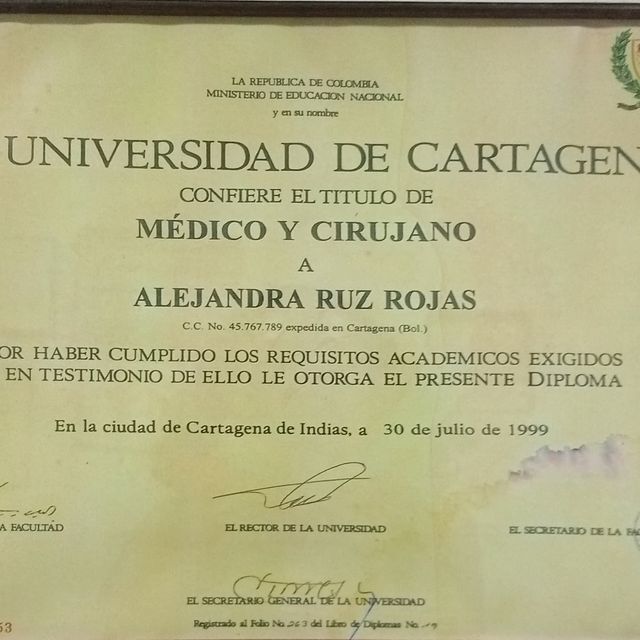 LA REPUBLICA DE COLOMBIA
MINISTERIO DE EDUCACION NACIONAL
y en su nombre
UNIVERSIDAD DE CARTAGEN
CONFIERE EL TITULO DE
MÉDICO Y CIRUJANO
A
ALEJANDRA RUZ ROJAS
C.C. No. 45.767.789 expedida en Cartagena (Bol.)
OR HABER CUMPLIDO LOS REQUISITOS ACADEMICOS EXIGIDOS
EN TESTIMONIO DE ELLO LE OTORGA EL PRESENTE DIPLOMA
En la ciudad de Cartagena de Indias, a 30 de julio de 1999
A FACULTAD
EL RECTOR DE LA UNIVERSIDAD
EL SECRETARIO DE LA FAC
EL SECRETARIO GENERAL DE LA UNIVERSIDAD
53
Registrado al Folio No. 263 del Libro de Diplomas No.